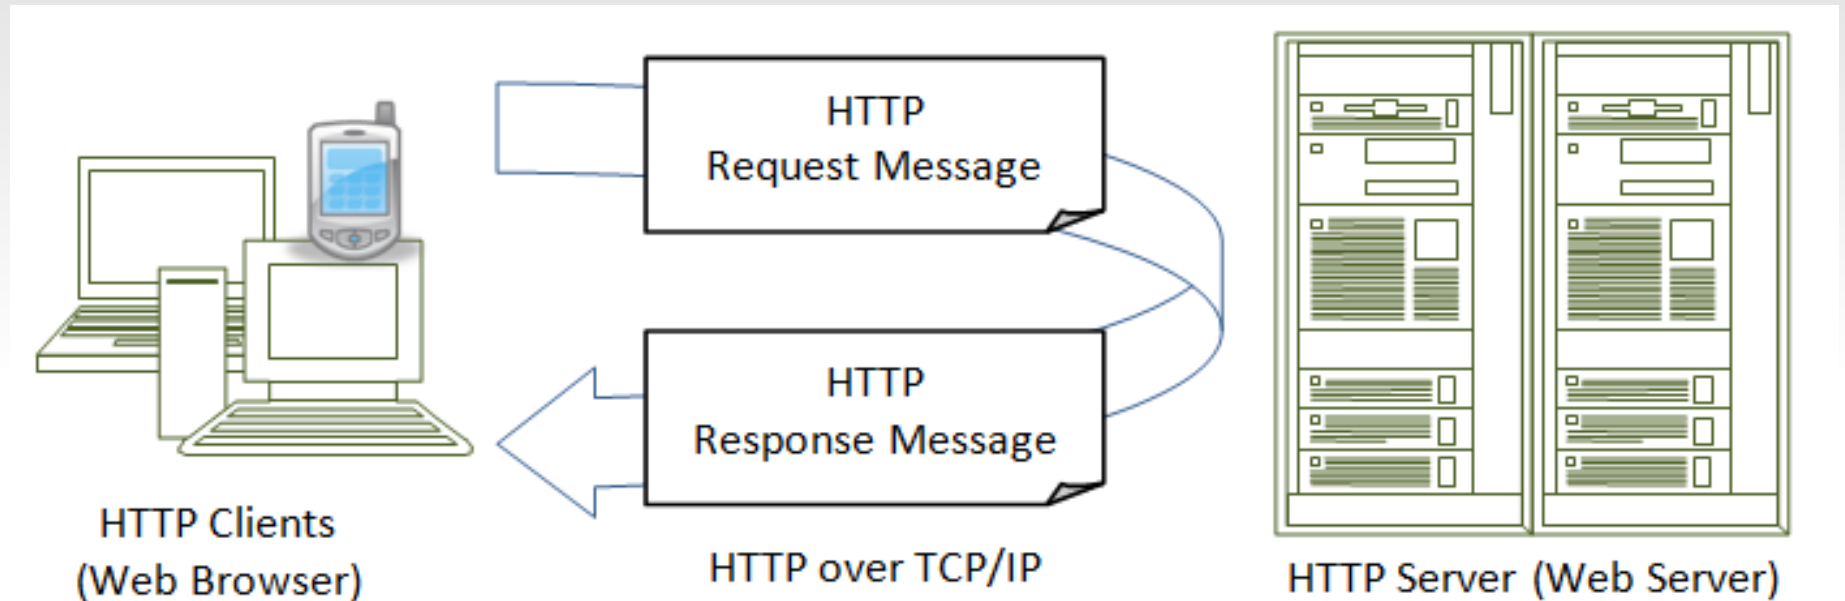 HTTP
Request Message
HTTP
Response Message
HTTP Clients
(Web Browser)
HTTP over TCP/IP
HTTP Server (Web Server)